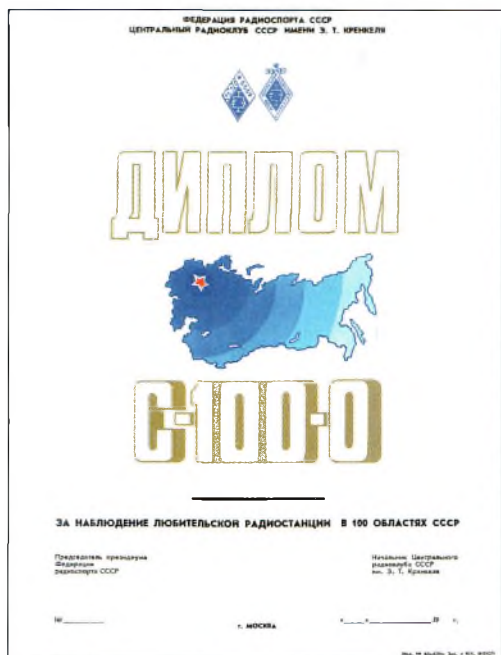 ФЕДЕРАЦИЯ РАДИОСПОРТА СССР
ЦЕНТРАЛЬНЫЙ РАДИОКЛУБ СССР ИМЕНИ Э. Т. КРЕНКЕЛЯ
ДИПЛОМ
С-100-О
ЗА НАБЛЮДЕНИЕ ЛЮБИТЕЛЬСКОЙ РАДИОСТАНЦИИ В 100 ОБЛАСТЯХ СССР
Председатель президиума
Федерации
радиоспорта СССР
Начальник Центрального
радиоклуба СССР
им. Э. Т. Кренкеля
№
г. МОСКВА
19 г.